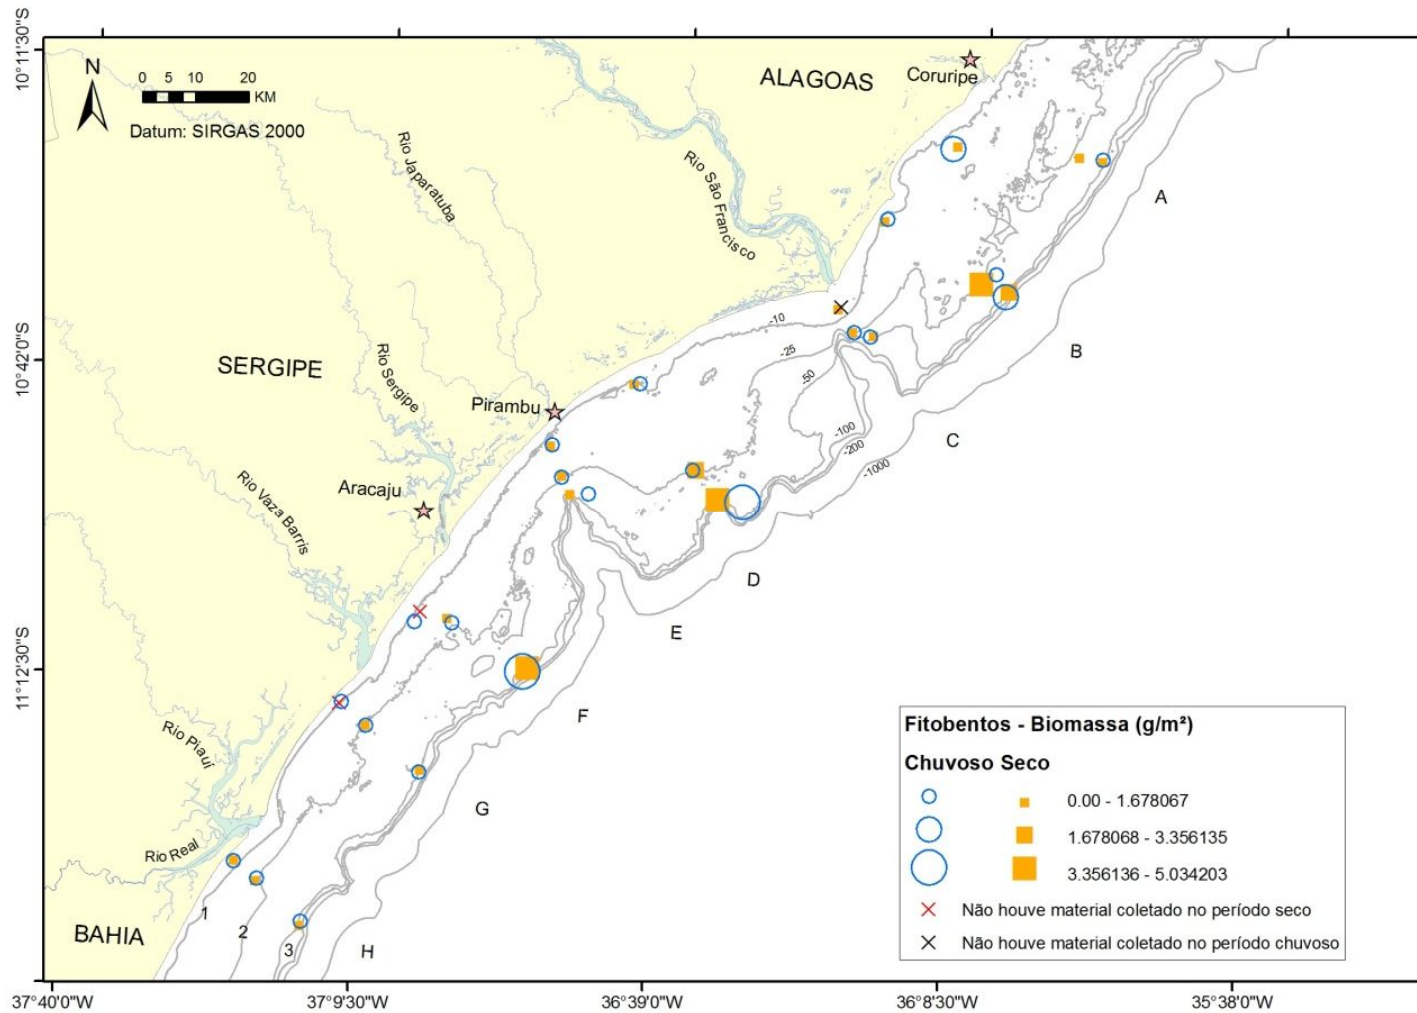 10°11'30"S
10°42'0"S
11°12'30"S
N
0 5 10 20
KM
Datum: SIRGAS 2000
ALAGOAS
Coruripe
Rio Japaratuba
Rio São Francisco
A
SERGIPE
Rio Sergipe
-10
-25
-50
B
Pirambu
-100
-200
-1000
C
Rio Vaza Barris
Aracaju
D
E
F
Rio Piauí
G
Rio Real
BAHIA
1
2
3
H
Fitobentos - Biomassa (g/m²)
Chuvoso Seco
0.00 - 1.678067
1.678068 - 3.356135
3.356136 - 5.034203
Não houve material coletado no período seco
Não houve material coletado no período chuvoso
37°40'0"W 37°9'30"W 36°39'0"W 36°8'30"W 35°38'0"W